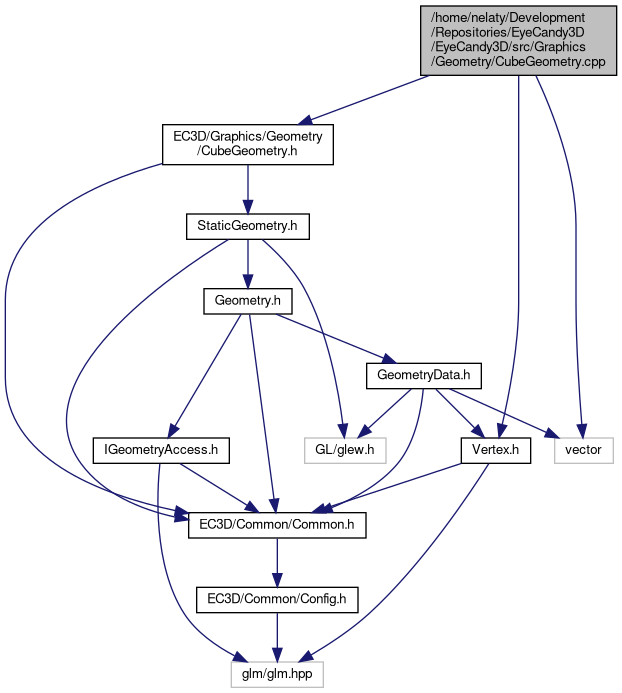 /home/nelaty/Development
/Repositories/EyeCandy3D
/EyeCandy3D/src/Graphics
/Geometry/CubeGeometry.cpp
EC3D/Graphics/Geometry
/CubeGeometry.h
StaticGeometry.h
Geometry.h
GeometryData.h
IGeometryAccess.h
GL/glew.h
Vertex.h
vector
EC3D/Common/Common.h
EC3D/Common/Config.h
glm/glm.hpp